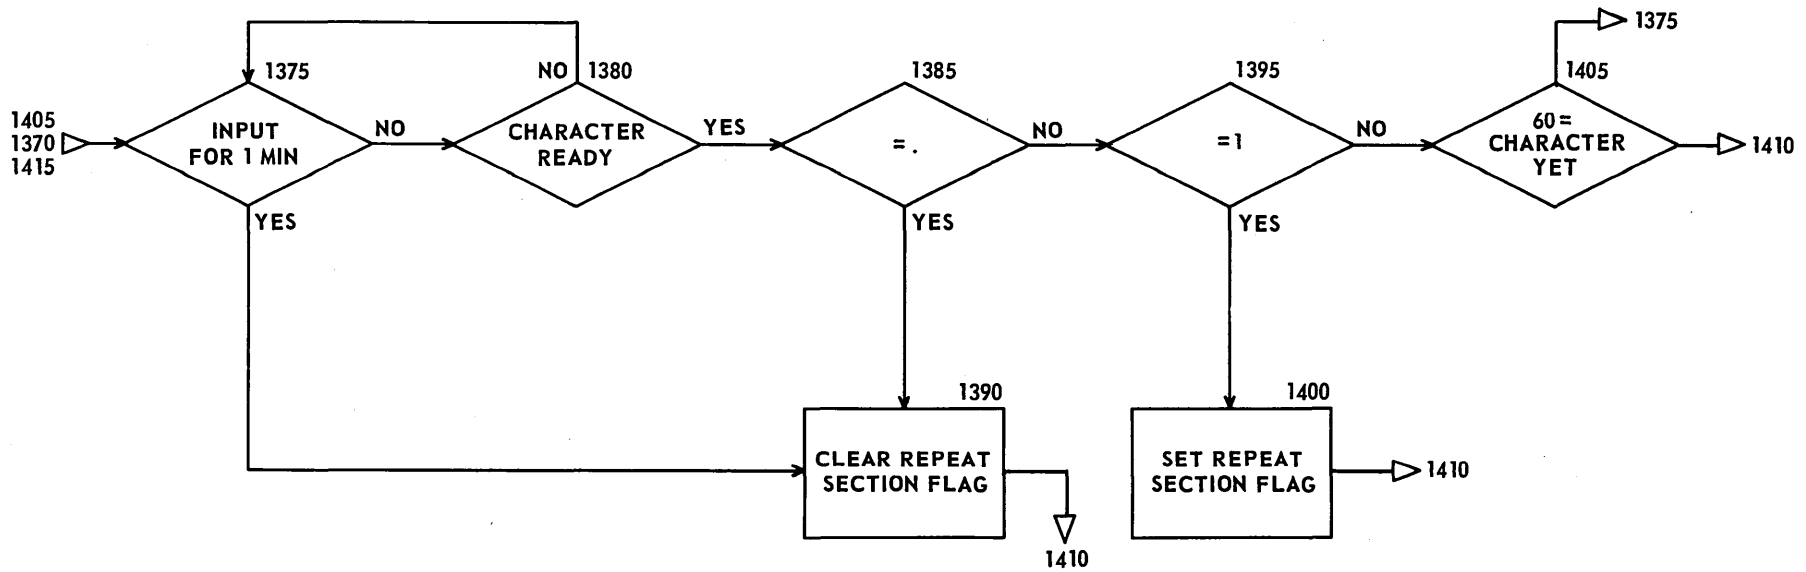 1375
1375
NO 1380
1385
1395
1405
1405
1370
1415
INPUT
FOR 1 MIN
NO
CHARACTER
READY
YES
= .
NO
=1
NO
60=
CHARACTER
YET
1410
YES
YES
YES
1390
1400
CLEAR REPEAT
SECTION FLAG
SET REPEAT
SECTION FLAG
1410
1410